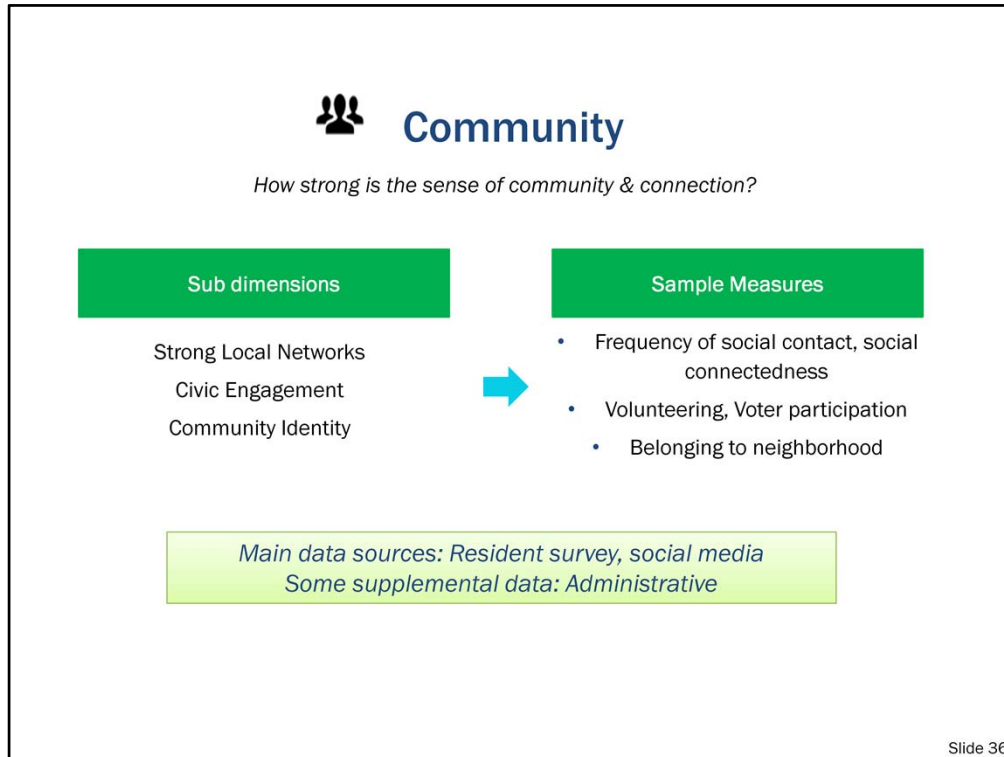 Community
How strong is the sense of community & connection?
Sub dimensions
Strong Local Networks
Civic Engagement
Community Identity
Sample Measures
• Frequency of social contact, social
connectedness
• Volunteering, Voter participation
• Belonging to neighborhood
Main data sources: Resident survey, social media
Some supplemental data: Administrative
Slide 36